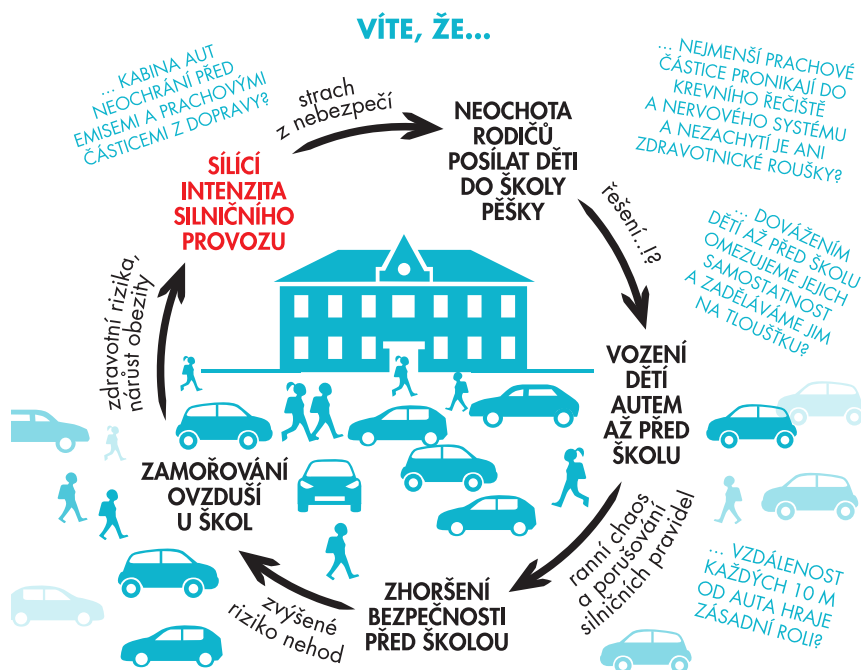 VÍTE, ŽE...
... KABINA AUT
NEOCHRÁNÍ PŘED
EMISEMI A PRACHOVÝMI
ČÁSTICEMI Z DOPRAVY?
... NEJMENŠÍ PRACHOVÉ
ČÁSTICE PRONIKAJÍ DO
KREVNÍHO ŘEČIŠTĚ
A NERVOVÉHO SYSTÉMU
A NEZACHYTÍ JE ANI
ZDRAVOTNICKÉ ROUŠKY?
strach
z nebezpečí
NEOCHOTA
RODIČŮ
POSÍLAT DĚTI
DO ŠKOLY
PĚŠKY
SÍLÍCÍ
INTENZITA
SILNIČNÍHO
PROVOZU
řešení..!?
... DOVÁŽENÍM
DĚTÍ AŽ PŘED ŠKOLU
OMEZUJEME JEJICH
SAMOSTATNOST
A ZADĚLÁVÁME JIM
NA TLOUŠŤKU?
zdravotní rizika,
nárůst obezity
VOZENÍ
DĚTÍ
AUTEM
AŽ PŘED
ŠKOLU
ZAMOŘOVÁNÍ
OVZDUŠÍ
U ŠKOL
ranní chaos
a porušování
silničních pravidel
... VZDÁLENOST
KAŽDÝCH 10 M
OD AUTA HRAJE
ZÁSADNÍ ROLI?
zvýšené
riziko nehod
ZHORŠENÍ
BEZPEČNOSTI
PŘED ŠKOLOU